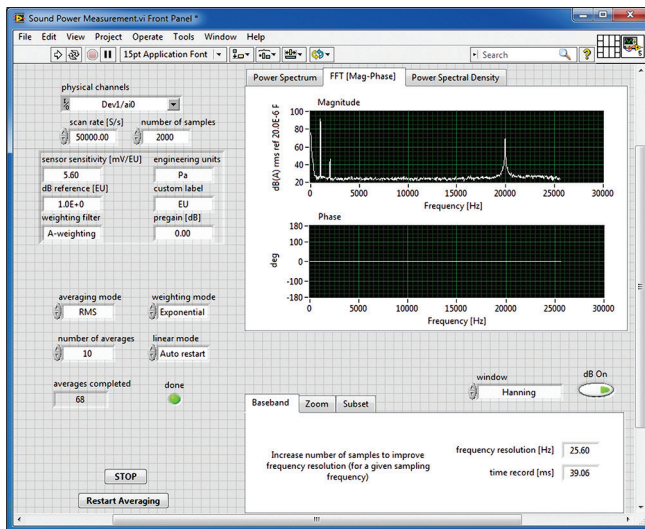 Sound Power Measurement.vi Front Panel *
File Edit View Project Operate Tools Window Help
15pt Application Font
Search
physical channels
Dev1/ai0
scan rate [S/s] number of samples
50000.00 2000
sensor sensitivity [mV/EU] engineering units
5.60 Pa
dB reference [EU] custom label
1.0E+0 EU
weighting filter pregain [dB]
A-weighting 0.00
averaging mode weighting mode
RMS Exponential
number of averages linear mode
10 Auto restart
averages completed done
68
STOP
Restart Averaging
Power Spectrum FFT [Mag-Phase] Power Spectral Density
Magnitude
dB(A) rms ref 20.0E-6 F
100
80
60
40
20
0 5000 10000 15000 20000 25000 30000
Frequency [Hz]
Phase
deg
180
100
0
-100
-180
0 5000 10000 15000 20000 25000 30000
Frequency [Hz]
window
Hanning
dB On
Baseband Zoom Subset
Increase number of samples to improve
frequency resolution (for a given sampling
frequency)
frequency resolution [Hz] 25.60
time record [ms] 39.06